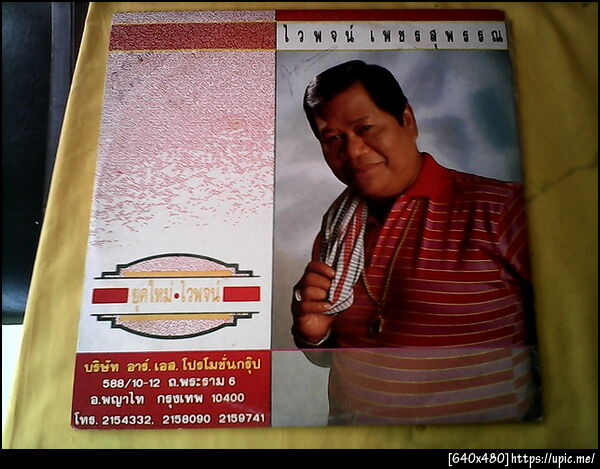 ไวพจน์ เพชรสุพรรณ
ยุคใหม่•ไวพจน์
บริษัท อาร์.เอส.โปรโมชั่นกรุ๊ป
588/10-12 ถ.พระราม 6
อ.พญาไท กรุงเทพ 10400
โทร. 2154332, 2158090 2159741
[640x480]https://upic.me/